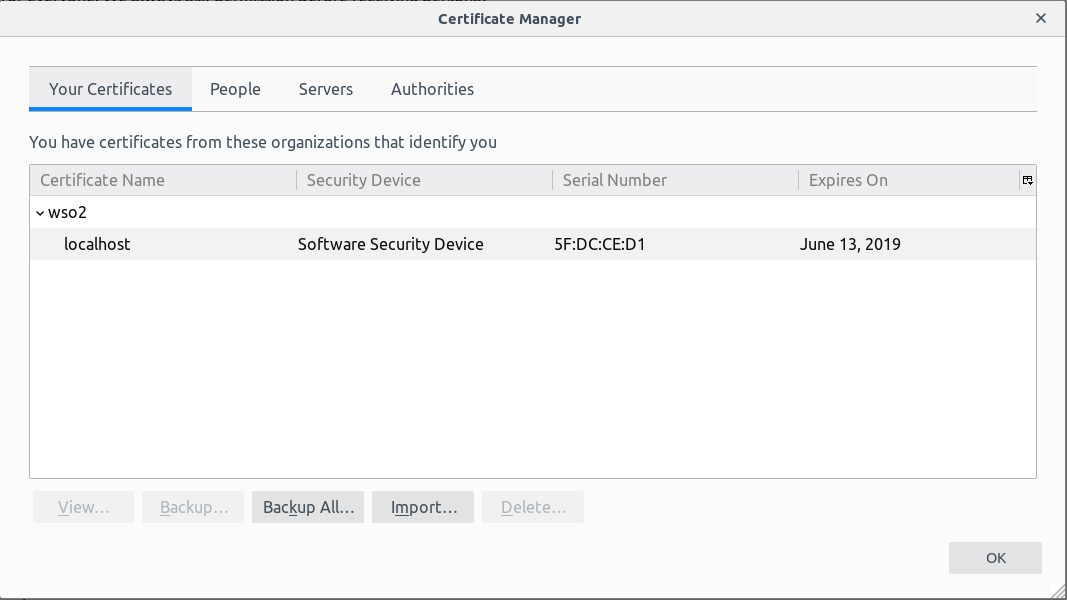 Certificate Manager
Your Certificates People Servers Authorities
You have certificates from these organizations that identify you
Certificate Name Security Device Serial Number Expires On
wso2
localhost Software Security Device 5F:DC:CE:D1 June 13, 2019
View... Backup... Backup All... Import... Delete...
OK